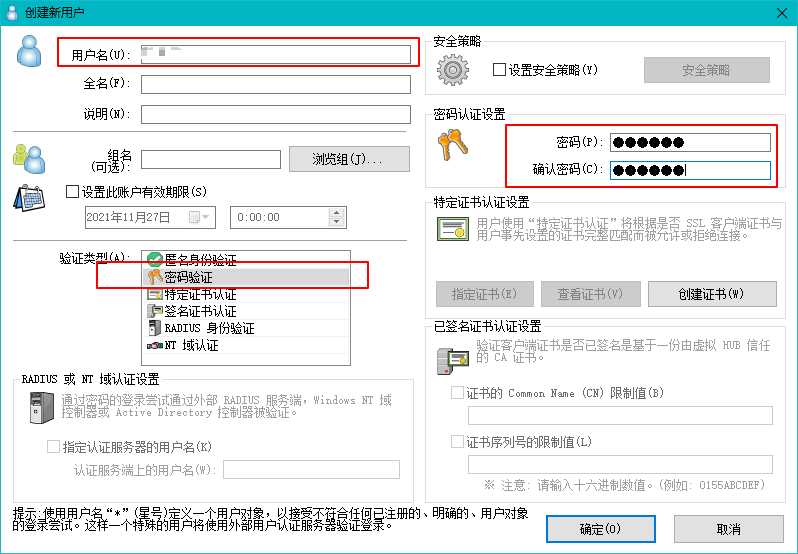 创建新用户
用户名(U):
全名(F):
说明(N):
组名
(可选):
浏览组(J)...
设置此账户有效期限(S)
2021年11月27日
0:00:00
验证类型(A):
匿名身份验证
密码验证
特定证书认证
签名证书认证
RADIUS 身份验证
NT 域认证
RADIUS 或 NT 域认证设置
通过密码的登录尝试通过外部 RADIUS 服务端，Windows NT 域
控制器或 Active Directory 控制器被验证。
指定认证服务器的用户名(K)
认证服务端上的用户名(W):
提示:使用用户名“*”(星号)定义一个用户对象，以接受不符合任何已注册的、明确的、用户对象
的登录尝试。这样一个特殊的用户将使用外部用户认证服务器验证登录。
安全策略
设置安全策略(Y)
安全策略
密码认证设置
密码(P):
●●●●●●
确认密码(C):
●●●●●●
特定证书认证设置
用户使用“特定证书认证”将根据是否 SSL 客户端证书与
用户事先设置的证书完整匹配而被允许或拒绝连接。
指定证书(E)
查看证书(V)
创建证书(W)
已签名证书认证设置
验证客户端证书是否已签名是基于一份由虚拟 HUB 信任
的 CA 证书。
证书的 Common Name (CN) 限制值(B)
证书序列号的限制值(L)
※ 注意: 请输入十六进制数值。(例如: 0155ABCDEF)
确定(O)
取消